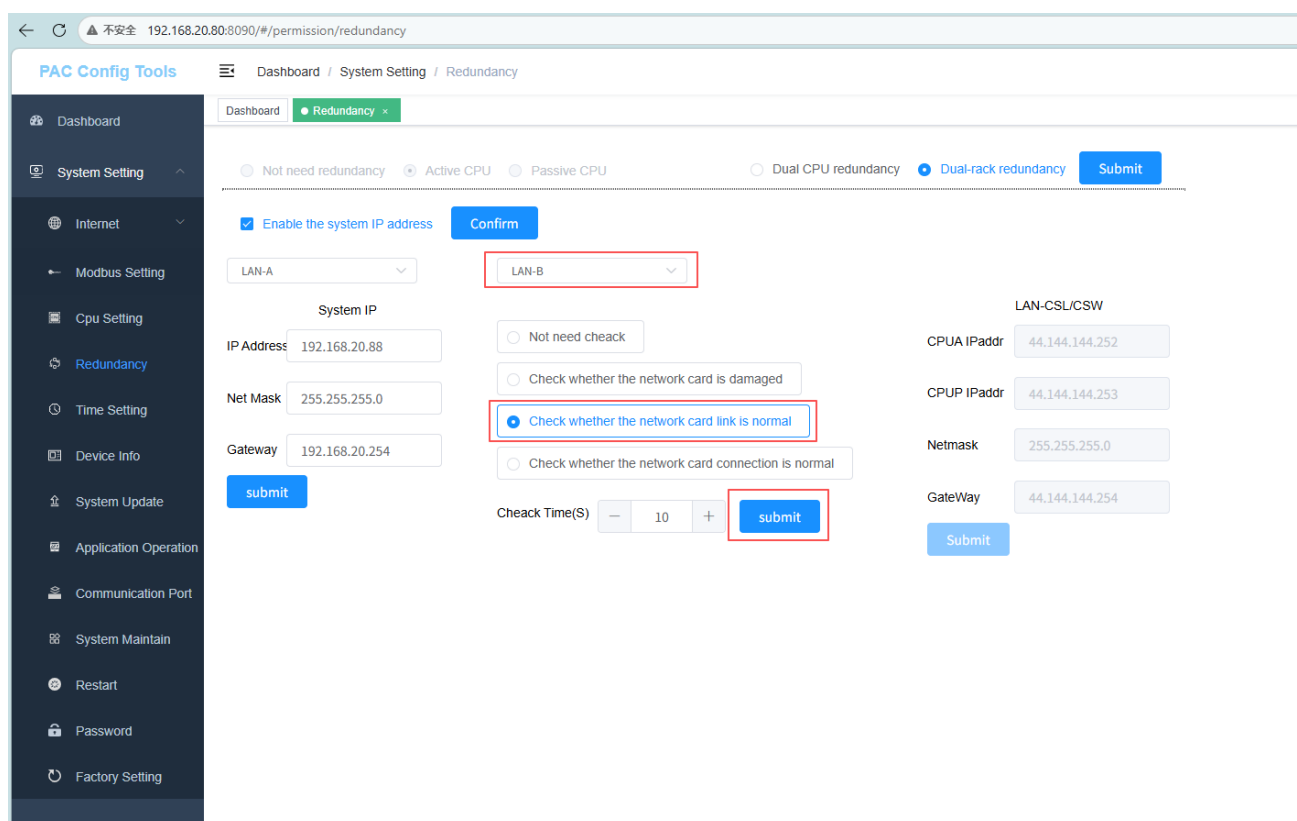 不安全 192.168.20.80:8090/#/permission/redundancy
PAC Config Tools
Dashboard / System Setting / Redundancy
Dashboard
Redundancy ×
Dashboard
System Setting
Internet
Modbus Setting
Cpu Setting
Redundancy
Time Setting
Device Info
System Update
Application Operation
Communication Port
System Maintain
Restart
Password
Factory Setting
Not need redundancy Active CPU Passive CPU
Dual CPU redundancy Dual-rack redundancy Submit
Enable the system IP address Confirm
LAN-A
System IP
IP Address 192.168.20.88
Net Mask 255.255.255.0
Gateway 192.168.20.254
submit
LAN-B
Not need cheack
Check whether the network card is damaged
Check whether the network card link is normal
Check whether the network card connection is normal
Cheack Time(S) — 10 + submit
LAN-CSL/CSW
CPUA IPaddr 44.144.144.252
CPUP IPaddr 44.144.144.253
Netmask 255.255.255.0
GateWay 44.144.144.254
Submit